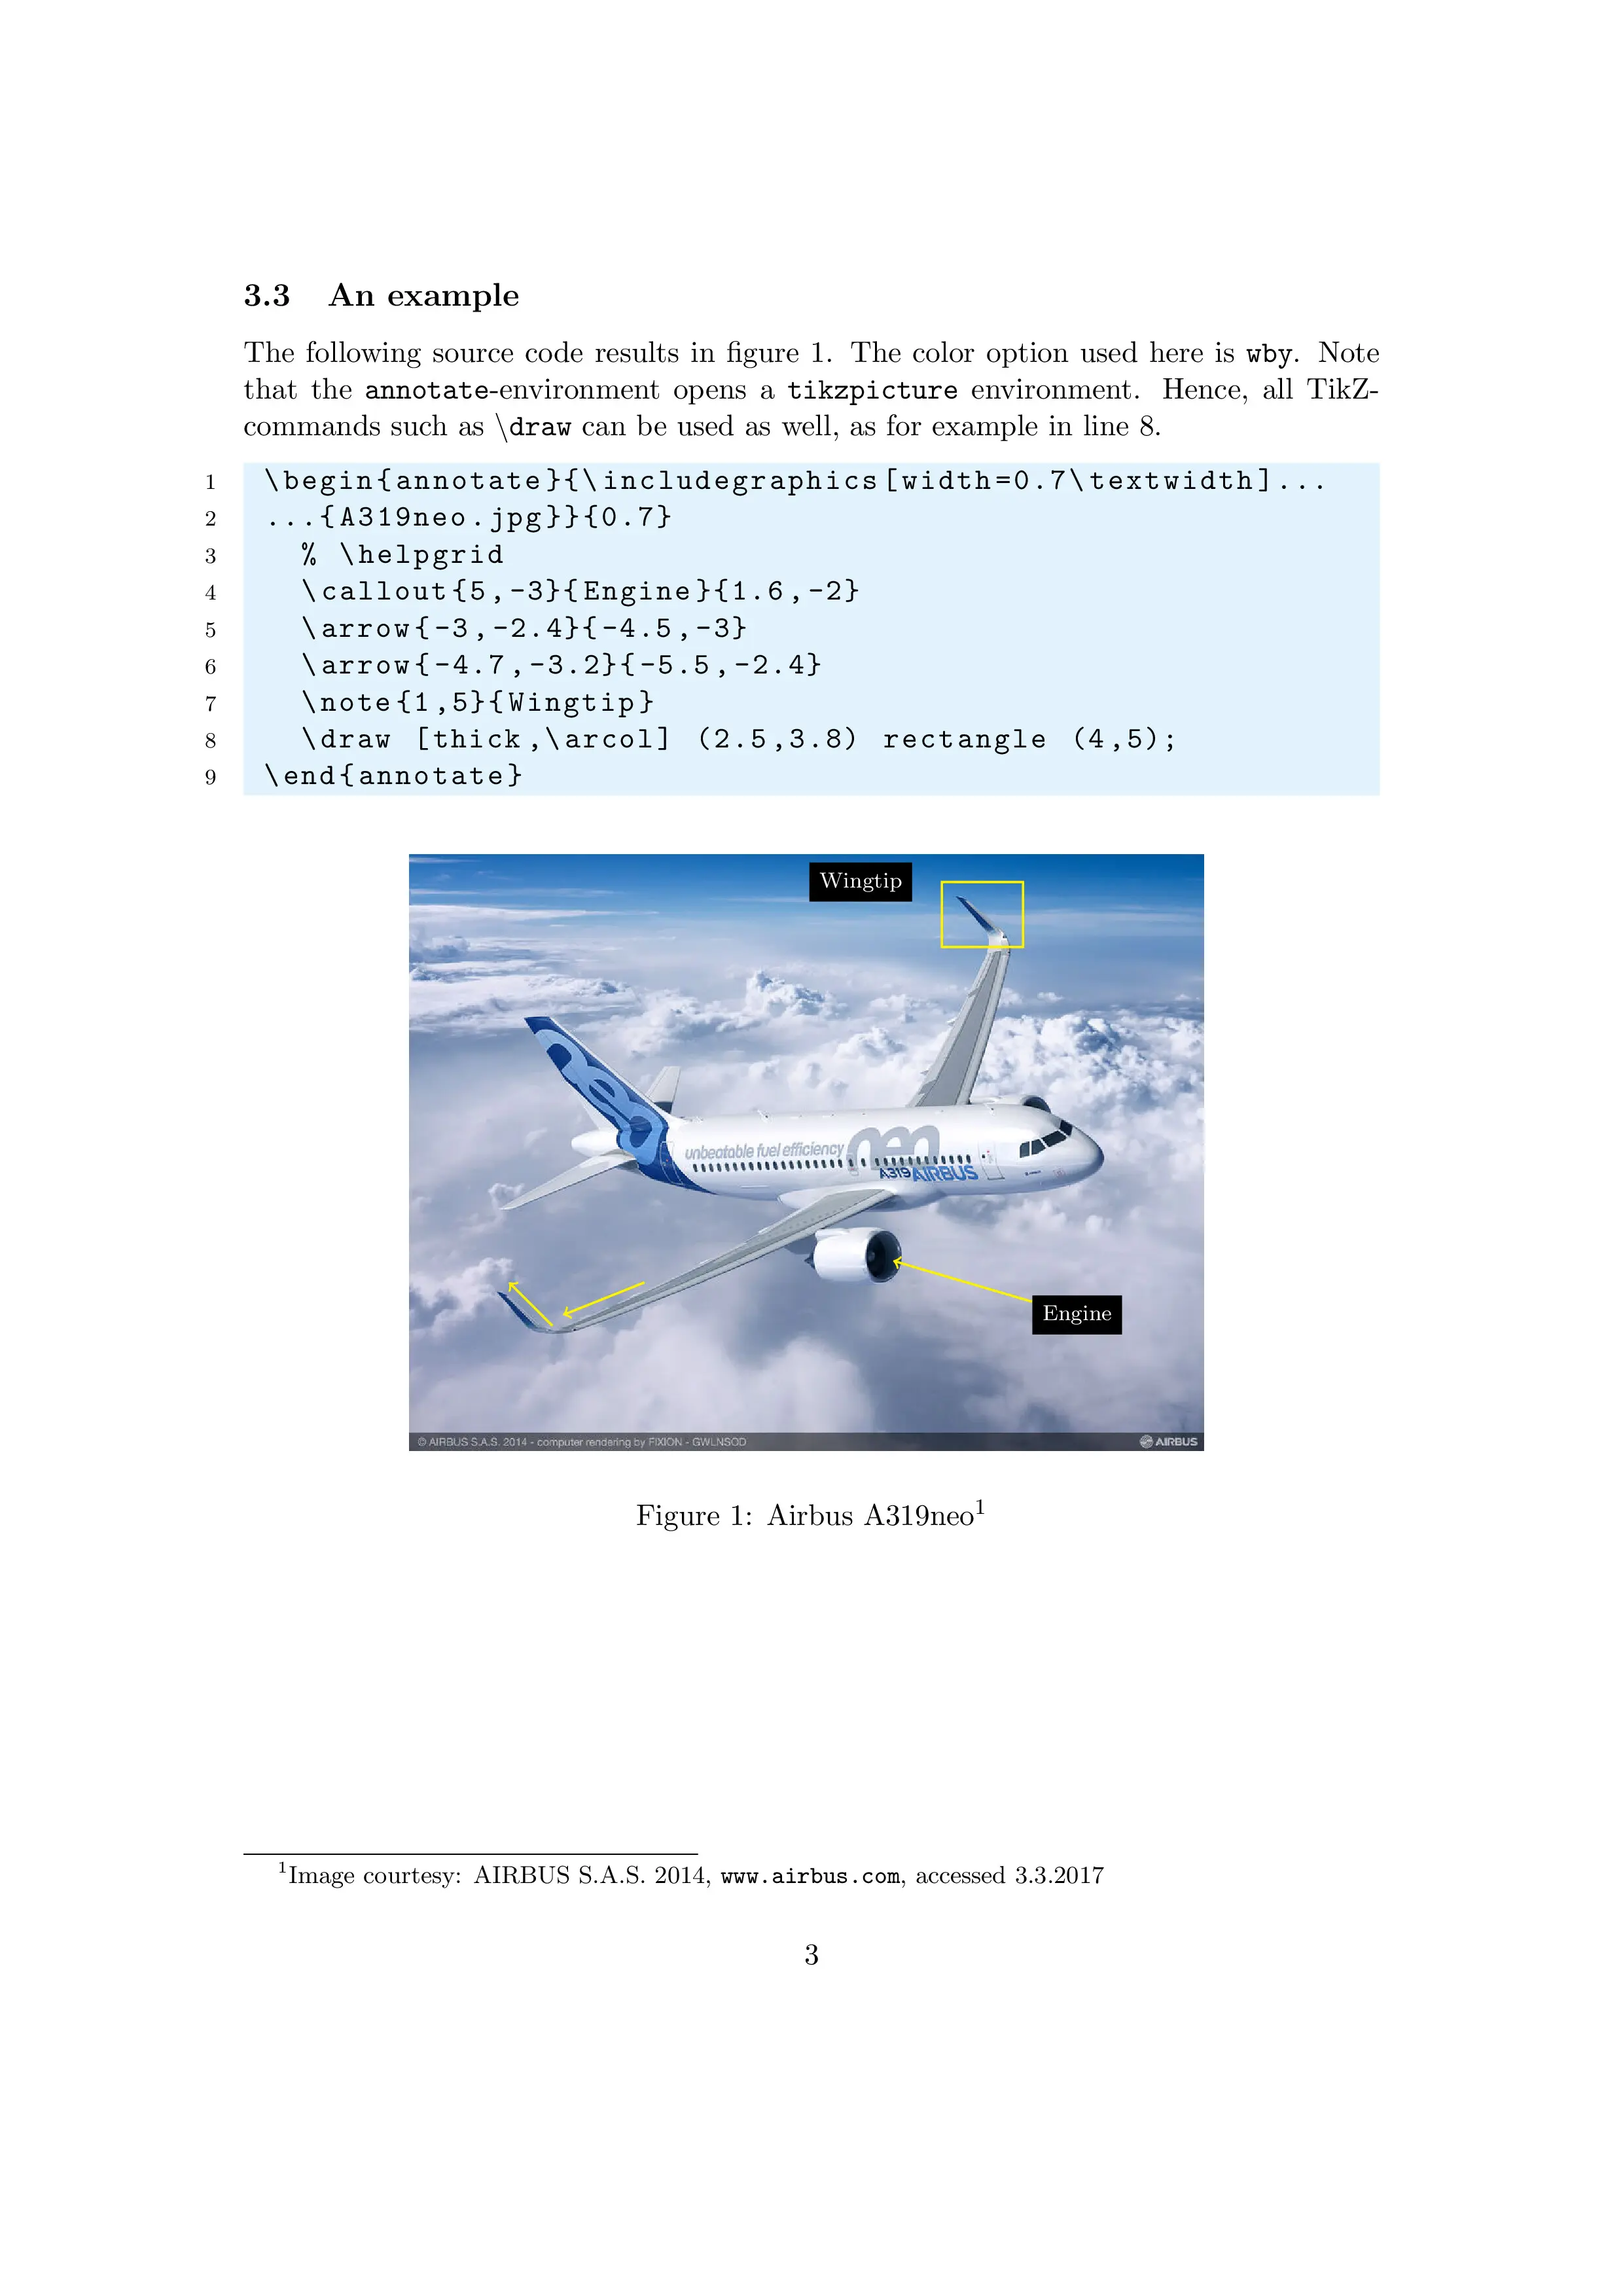 3.3 An example
The following source code results in figure 1. The color option used here is wby. Note
that the annotate-environment opens a tikzpicture environment. Hence, all TikZ-
commands such as \draw can be used as well, as for example in line 8.
1 \begin{annotate}{\includegraphics[width=0.7\textwidth]...
2 ...{A319neo.jpg}}{0.7}
3 % \helpgrid
4 \callout{5,-3}{Engine}{1.6,-2}
5 \arrow{-3,-2.4}{-4.5,-3}
6 \arrow{-4.7,-3.2}{-5.5,-2.4}
7 \note{1,5}{Wingtip}
8 \draw [thick,\arcol] (2.5,3.8) rectangle (4,5);
9 \end{annotate}
Wingtip
neo
unbeatable fuel efficiency neo
A319 AIRBUS
Engine
© AIRBUS S.A.S. 2014 - computer rendering by FIXION - GWLNSOD AIRBUS
Figure 1: Airbus A319neo¹
¹Image courtesy: AIRBUS S.A.S. 2014, www.airbus.com, accessed 3.3.2017
3